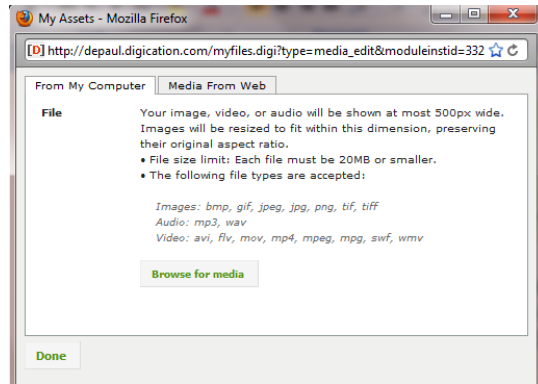 My Assets - Mozilla Firefox
[D] http://depaul.digication.com/myfiles.digi?type=media_edit&moduleinstid=332
From My Computer Media From Web
File Your image, video, or audio will be shown at most 500px wide.
Images will be resized to fit within this dimension, preserving
their original aspect ratio.
• File size limit: Each file must be 20MB or smaller.
• The following file types are accepted:
Images: bmp, gif, jpeg, jpg, png, tif, tiff
Audio: mp3, wav
Video: avi, flv, mov, mp4, mpeg, mpg, swf, wmv
Browse for media
Done